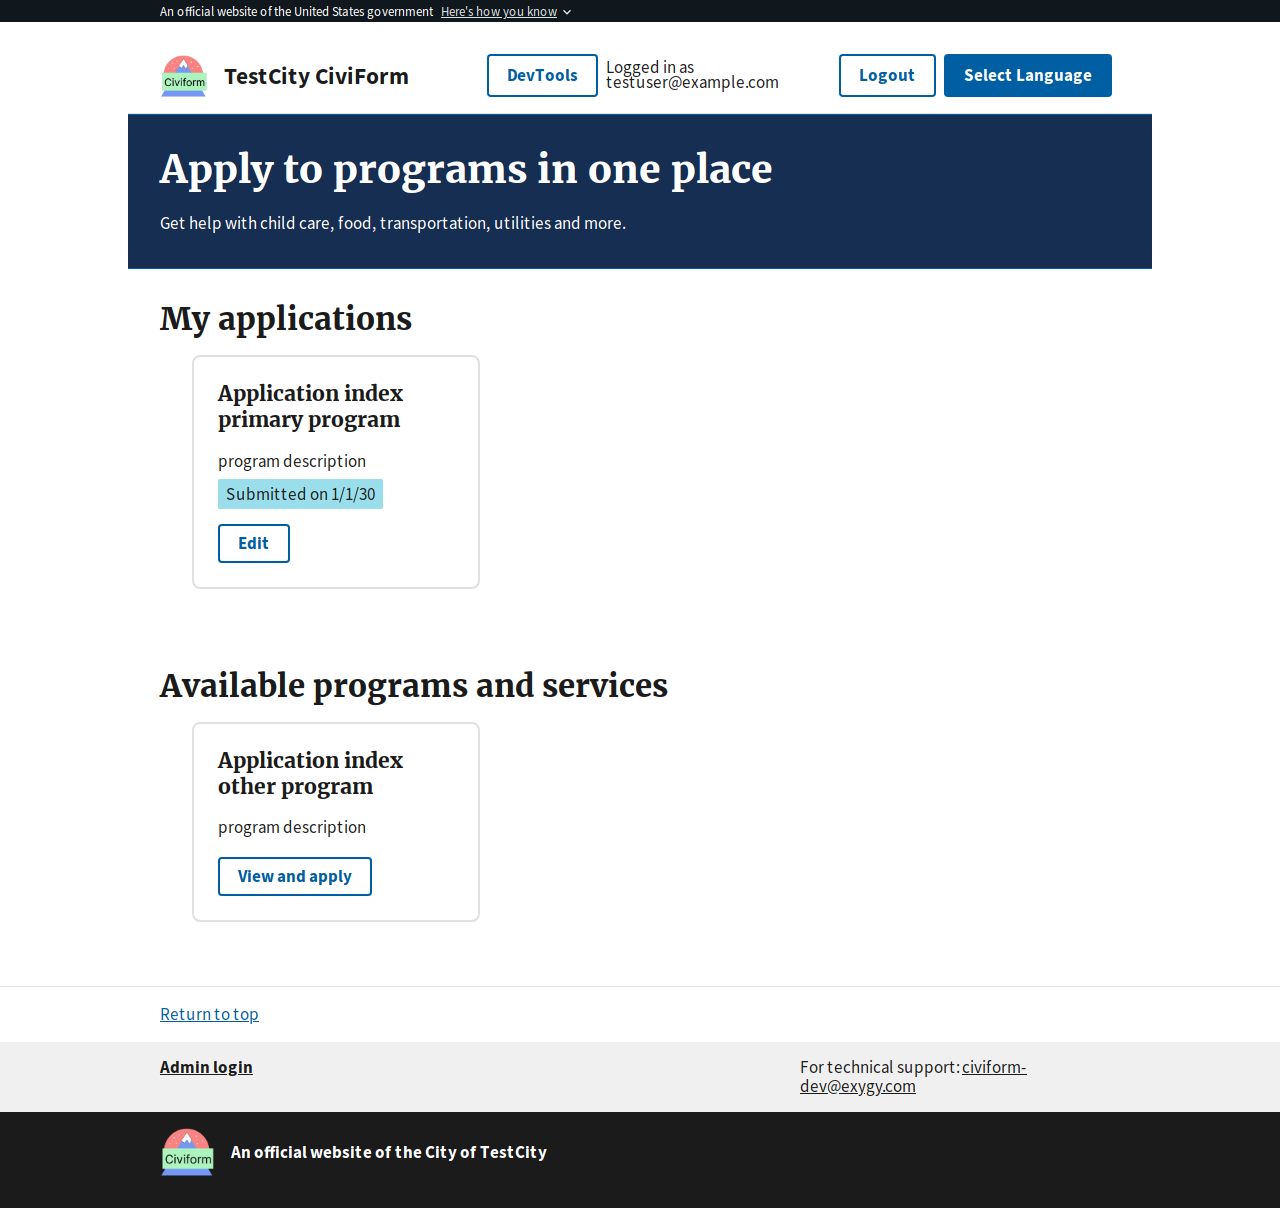 An official website of the United States government Here's how you know
Civiform
TestCity CiviForm
DevTools
Logged in as
testuser@example.com
Logout
Select Language
Apply to programs in one place
Get help with child care, food, transportation, utilities and more.
My applications
Application index
primary program
program description
Submitted on 1/1/30
Edit
Available programs and services
Application index
other program
program description
View and apply
Return to top
Admin login
For technical support: civiform-
dev@exygy.com
Civiform
An official website of the City of TestCity